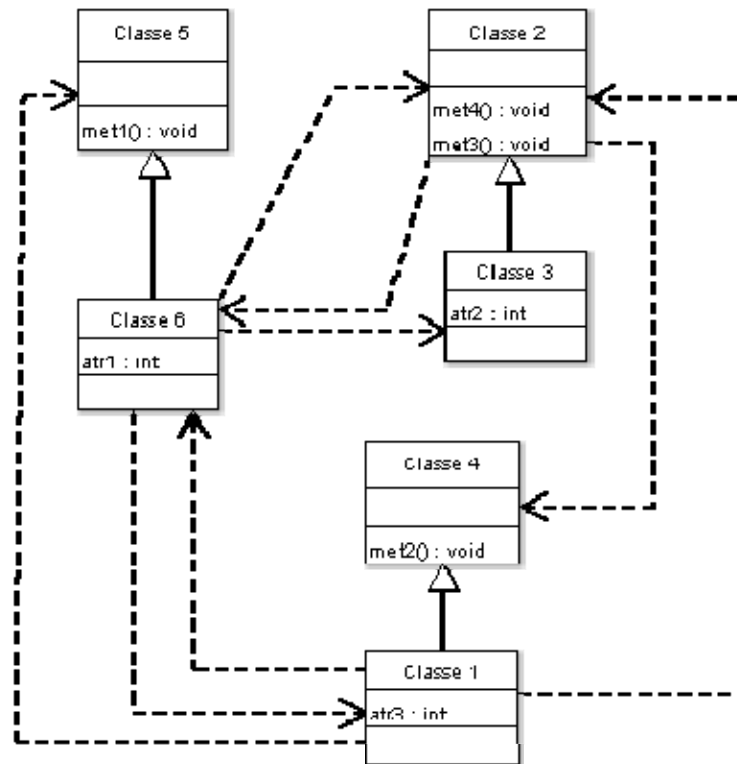 Classe 5
met1() : void
Classe 2
met4() : void
met3() : void
Classe 3
atr2 : int
Classe 6
atr1 : int
Classe 4
met2() : void
Classe 1
atr3 : int